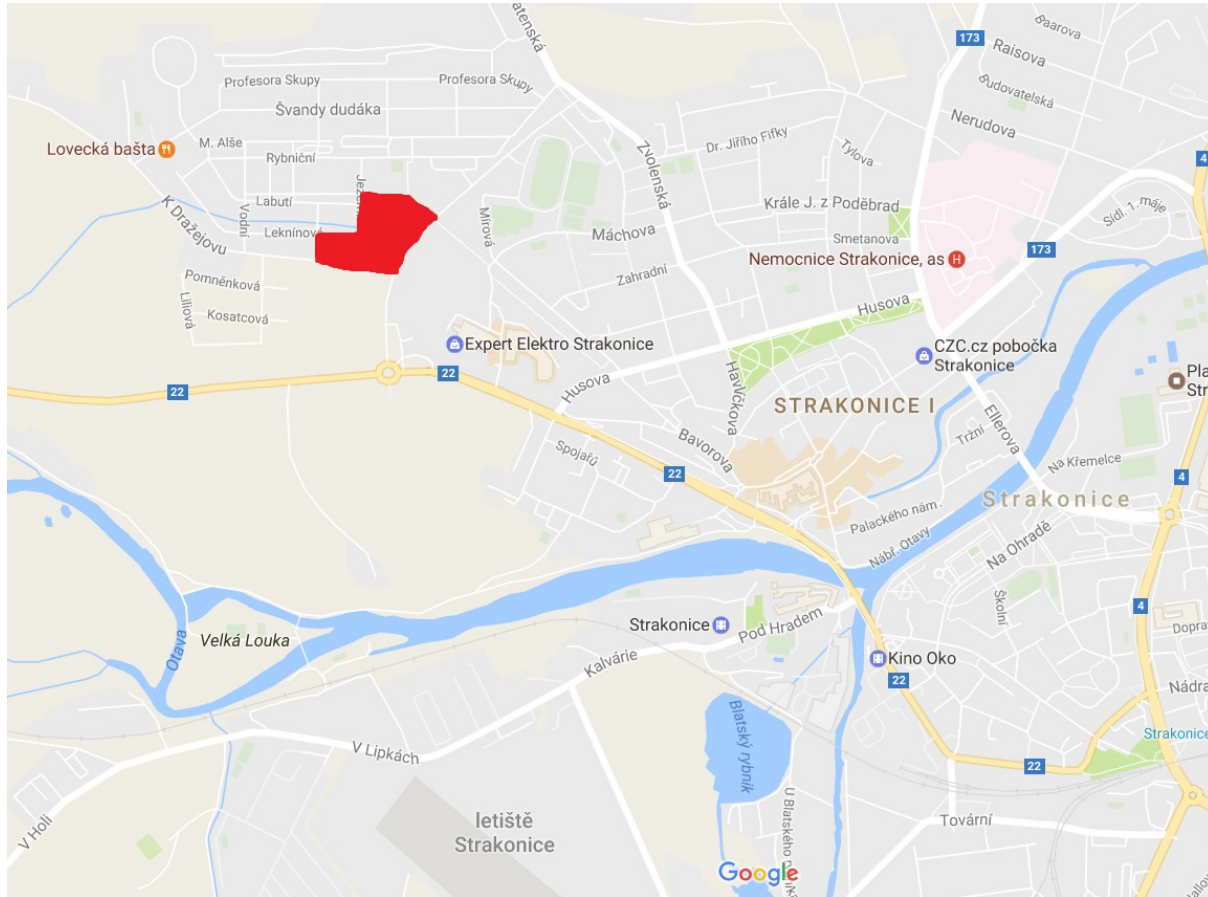 173
Baarova
Raisova
Budovatelská
Profesora Skupy
Profesora Skupy
Švandy dudáka
Nerudova
M. Alše
Lovecká bašta
Rybniční
Dr. Jiřího Fifky
Tylova
Zvolenská
4
Labutí
Vodní
K Dražejovu
Leknínová
Mírová
Máchova
Krále J. z Poděbrad
Smetanova
Sídl. 1. máje
173
Nemocnice Strakonice, as
H
Zahradní
Pomněnková
Liliová
Kosatcová
Husova
Expert Elektro Strakonice
CZC.cz pobočka
Strakonice
22
22
Husova
Havlíčkova
STRAKONICE I
Ellerova
Bavorova
Tržní
Spojařů
22
Na Křemelce
4
Strakonice
Palackého nám.
Nábř. Otavy
Na Ohradě
Školní
4
Strakonice
Pod Hradem
Velká Louka
Otava
Kalvárie
Kino Oko
22
Blatský rybník
V Lipkách
22
V Holi
letiště
Strakonice
Tovární
Strakonice
Google